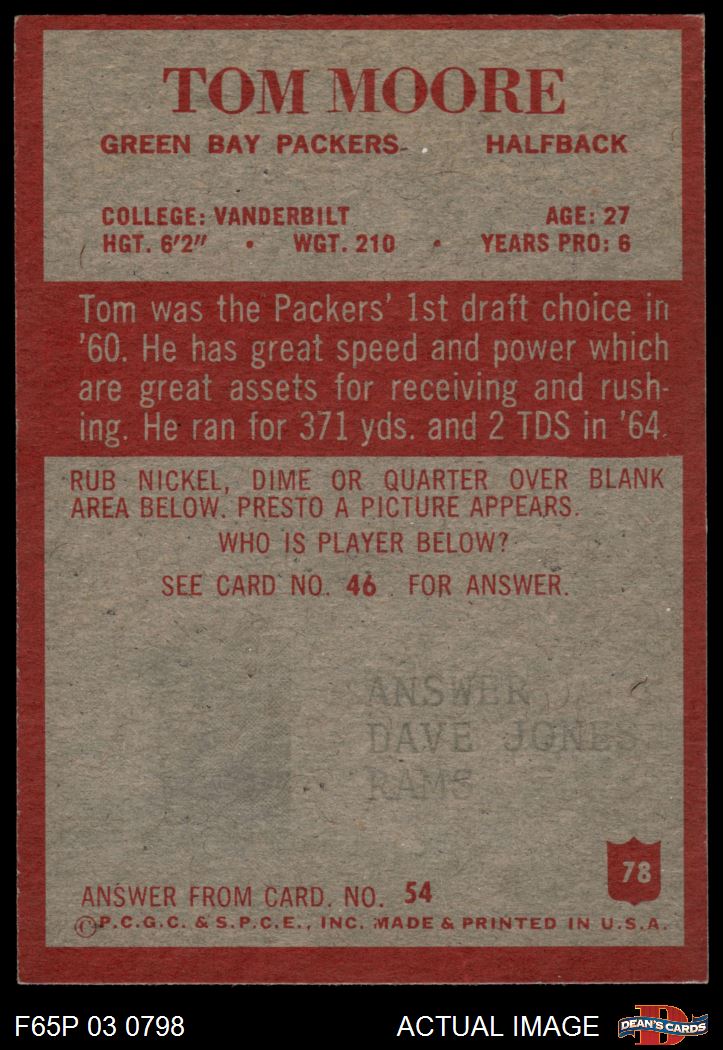 TOM MOORE
GREEN BAY PACKERS HALFBACK
COLLEGE: VANDERBILT AGE: 27
HGT. 6'2" • WGT. 210 • YEARS PRO: 6
Tom was the Packers' 1st draft choice in
'60. He has great speed and power which
are great assets for receiving and rush-
ing. He ran for 371 yds. and 2 TDS in '64.
RUB NICKEL, DIME OR QUARTER OVER BLANK
AREA BELOW. PRESTO A PICTURE APPEARS.
WHO IS PLAYER BELOW?
SEE CARD NO. 46 FOR ANSWER.
ANSWER
DAVE JONES
RAMS
78
ANSWER FROM CARD. NO. 54
©P.C.G.C. & S.P.C.E., INC. MADE & PRINTED IN U.S.A.
F65P 03 0798 ACTUAL IMAGE D DEAN'S CARDS